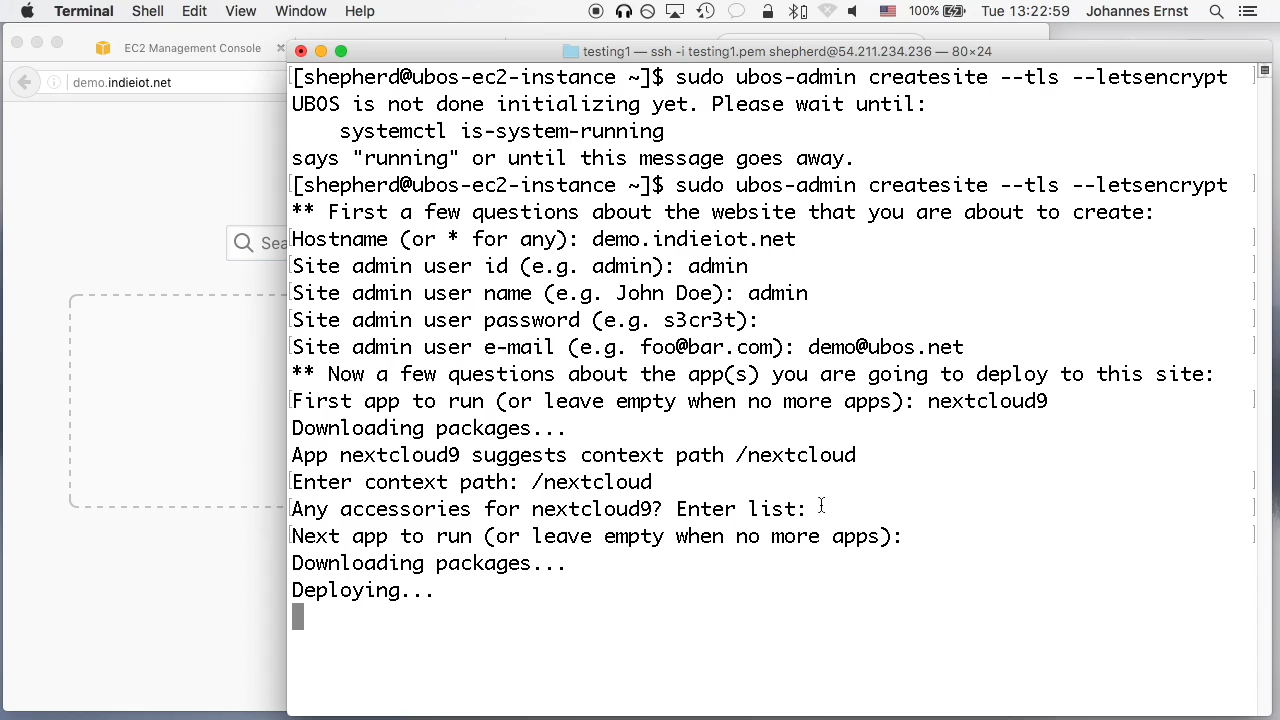 Terminal Shell Edit View Window Help 100% Tue 13:22:59 Johannes Ernst
EC2 Management Console
demo.indieiot.net
Sea
testing1 — ssh -i testing1.pem shepherd@54.211.234.236 — 80×24
[shepherd@ubos-ec2-instance ~]$ sudo ubos-admin createsite --tls --letsencrypt
UBOS is not done initializing yet. Please wait until:
systemctl is-system-running
says "running" or until this message goes away.
[shepherd@ubos-ec2-instance ~]$ sudo ubos-admin createsite --tls --letsencrypt
** First a few questions about the website that you are about to create:
Hostname (or * for any): demo.indieiot.net
Site admin user id (e.g. admin): admin
Site admin user name (e.g. John Doe): admin
Site admin user password (e.g. s3cr3t):
Site admin user e-mail (e.g. foo@bar.com): demo@ubos.net
** Now a few questions about the app(s) you are going to deploy to this site:
First app to run (or leave empty when no more apps): nextcloud9
Downloading packages...
App nextcloud9 suggests context path /nextcloud
Enter context path: /nextcloud
Any accessories for nextcloud9? Enter list:
Next app to run (or leave empty when no more apps):
Downloading packages...
Deploying...